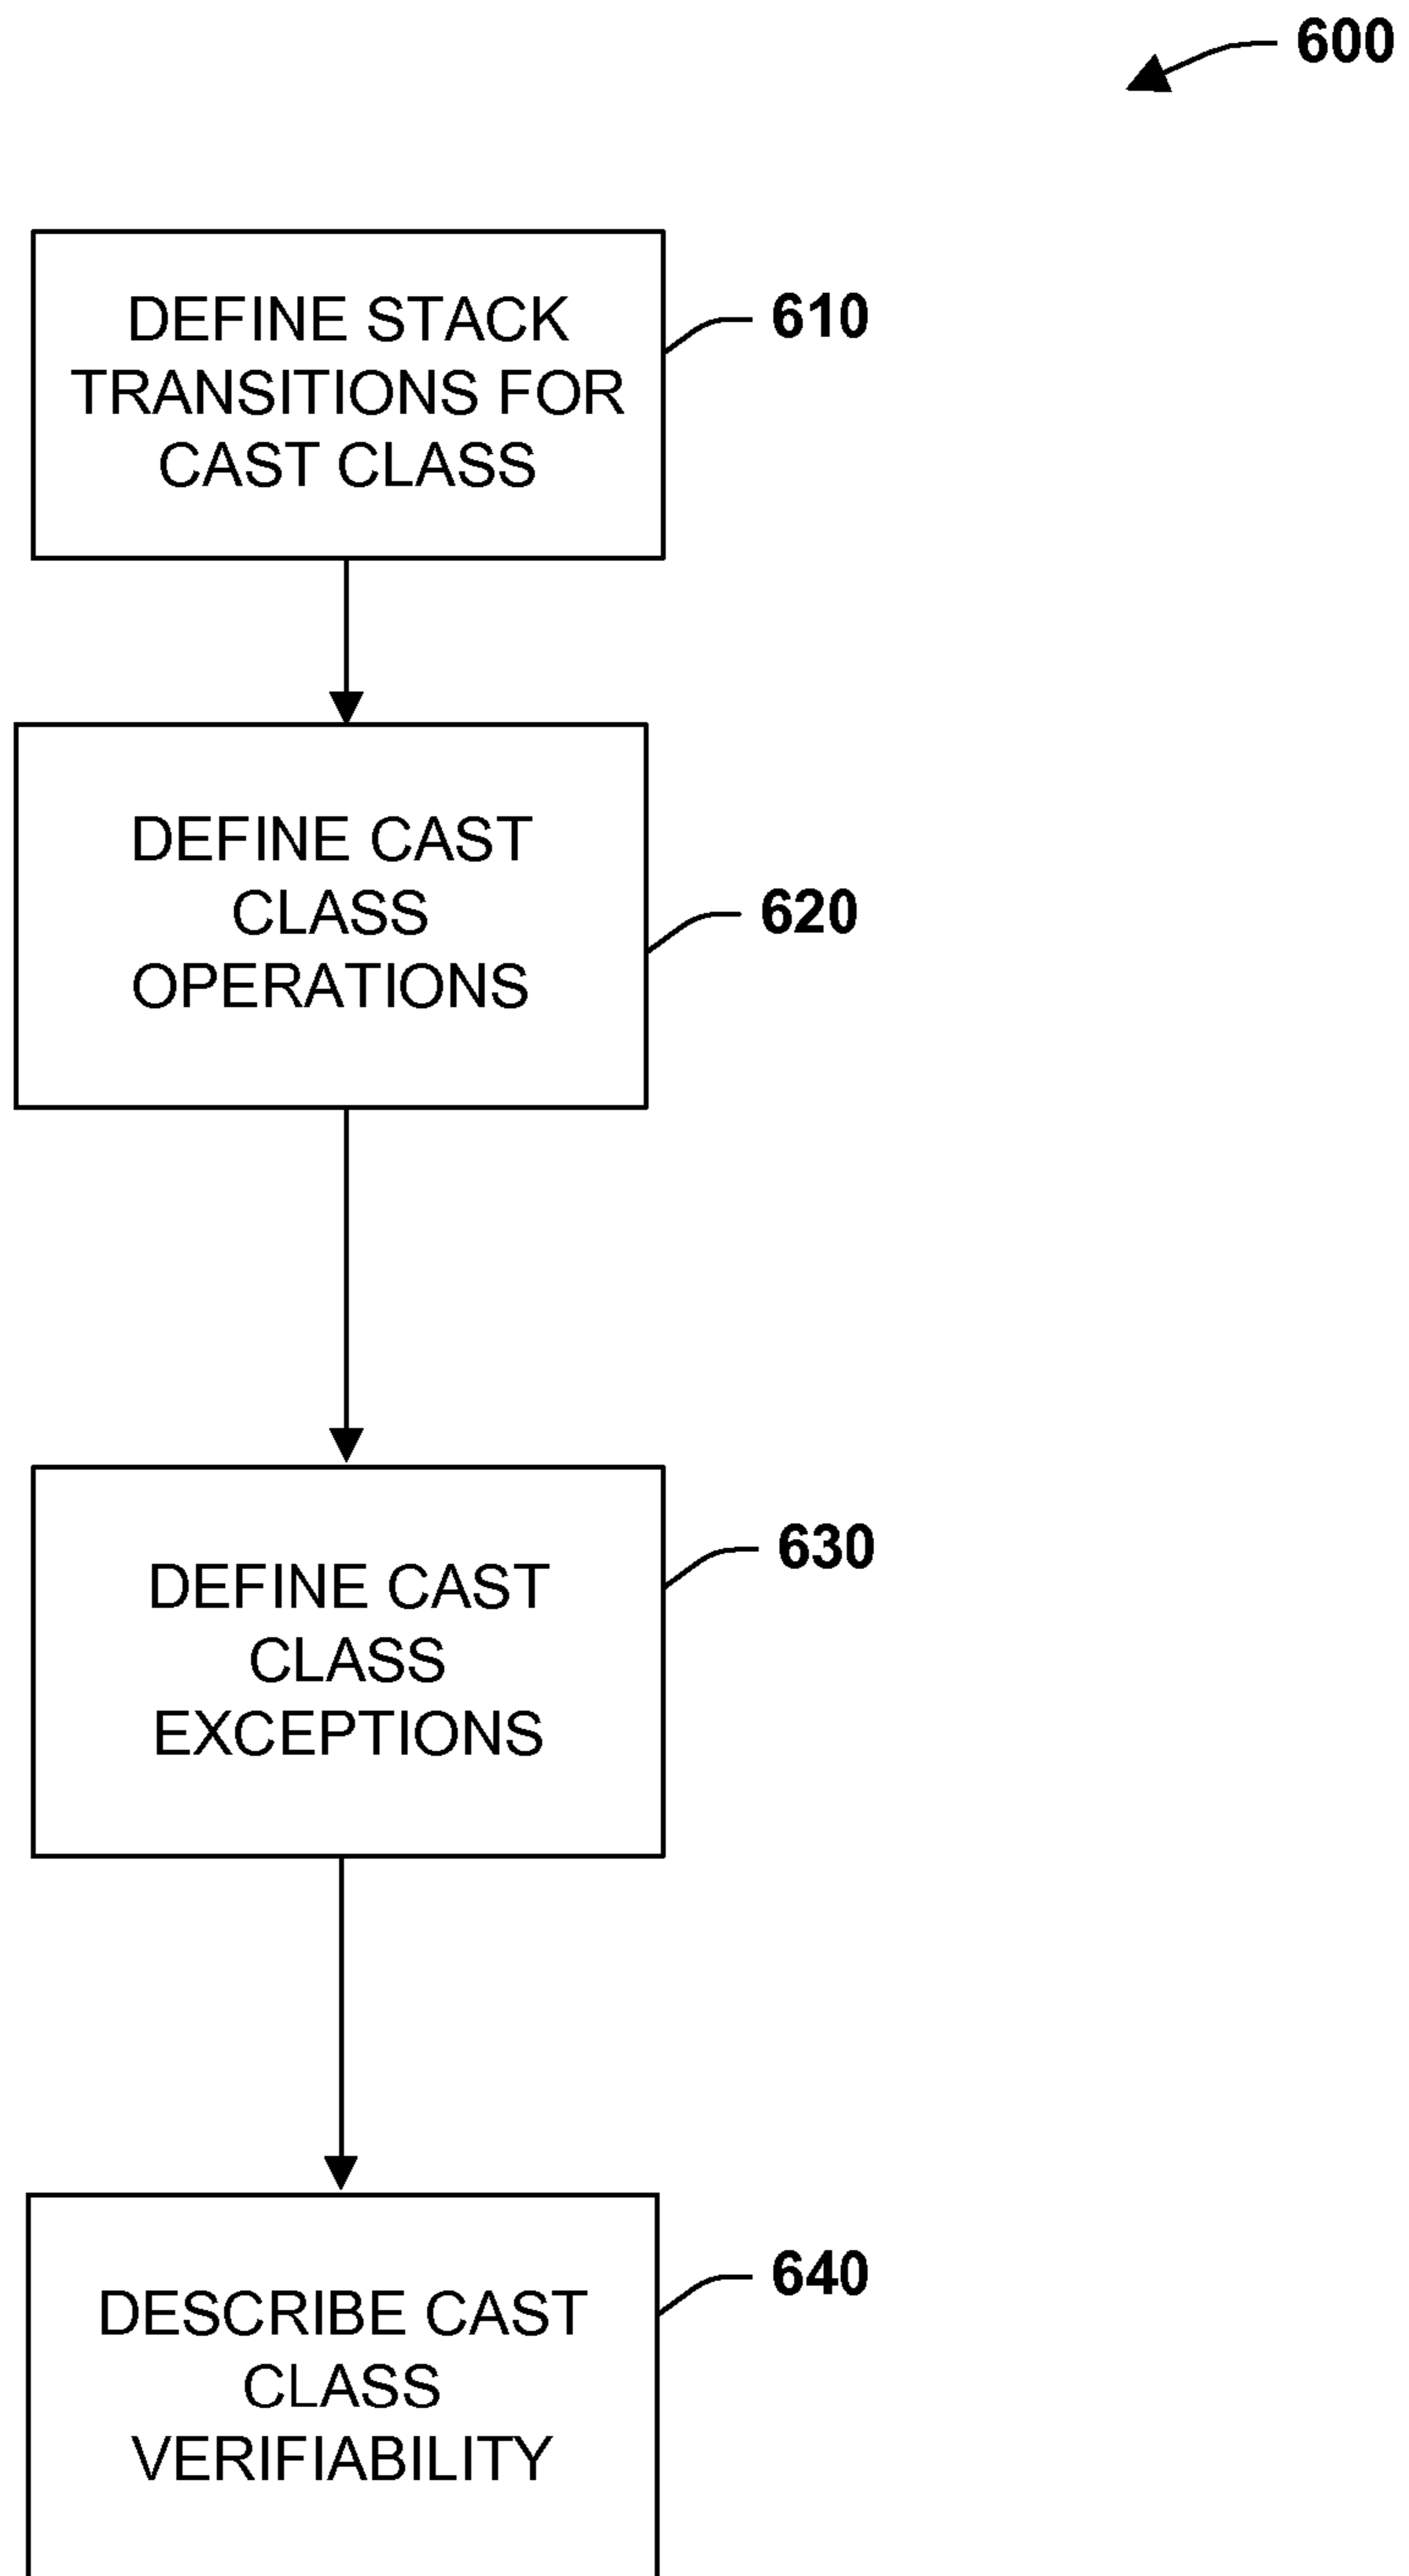 600
DEFINE STACK
TRANSITIONS FOR
CAST CLASS
610
DEFINE CAST
CLASS
OPERATIONS
620
DEFINE CAST
CLASS
EXCEPTIONS
630
DESCRIBE CAST
CLASS
VERIFIABILITY
640